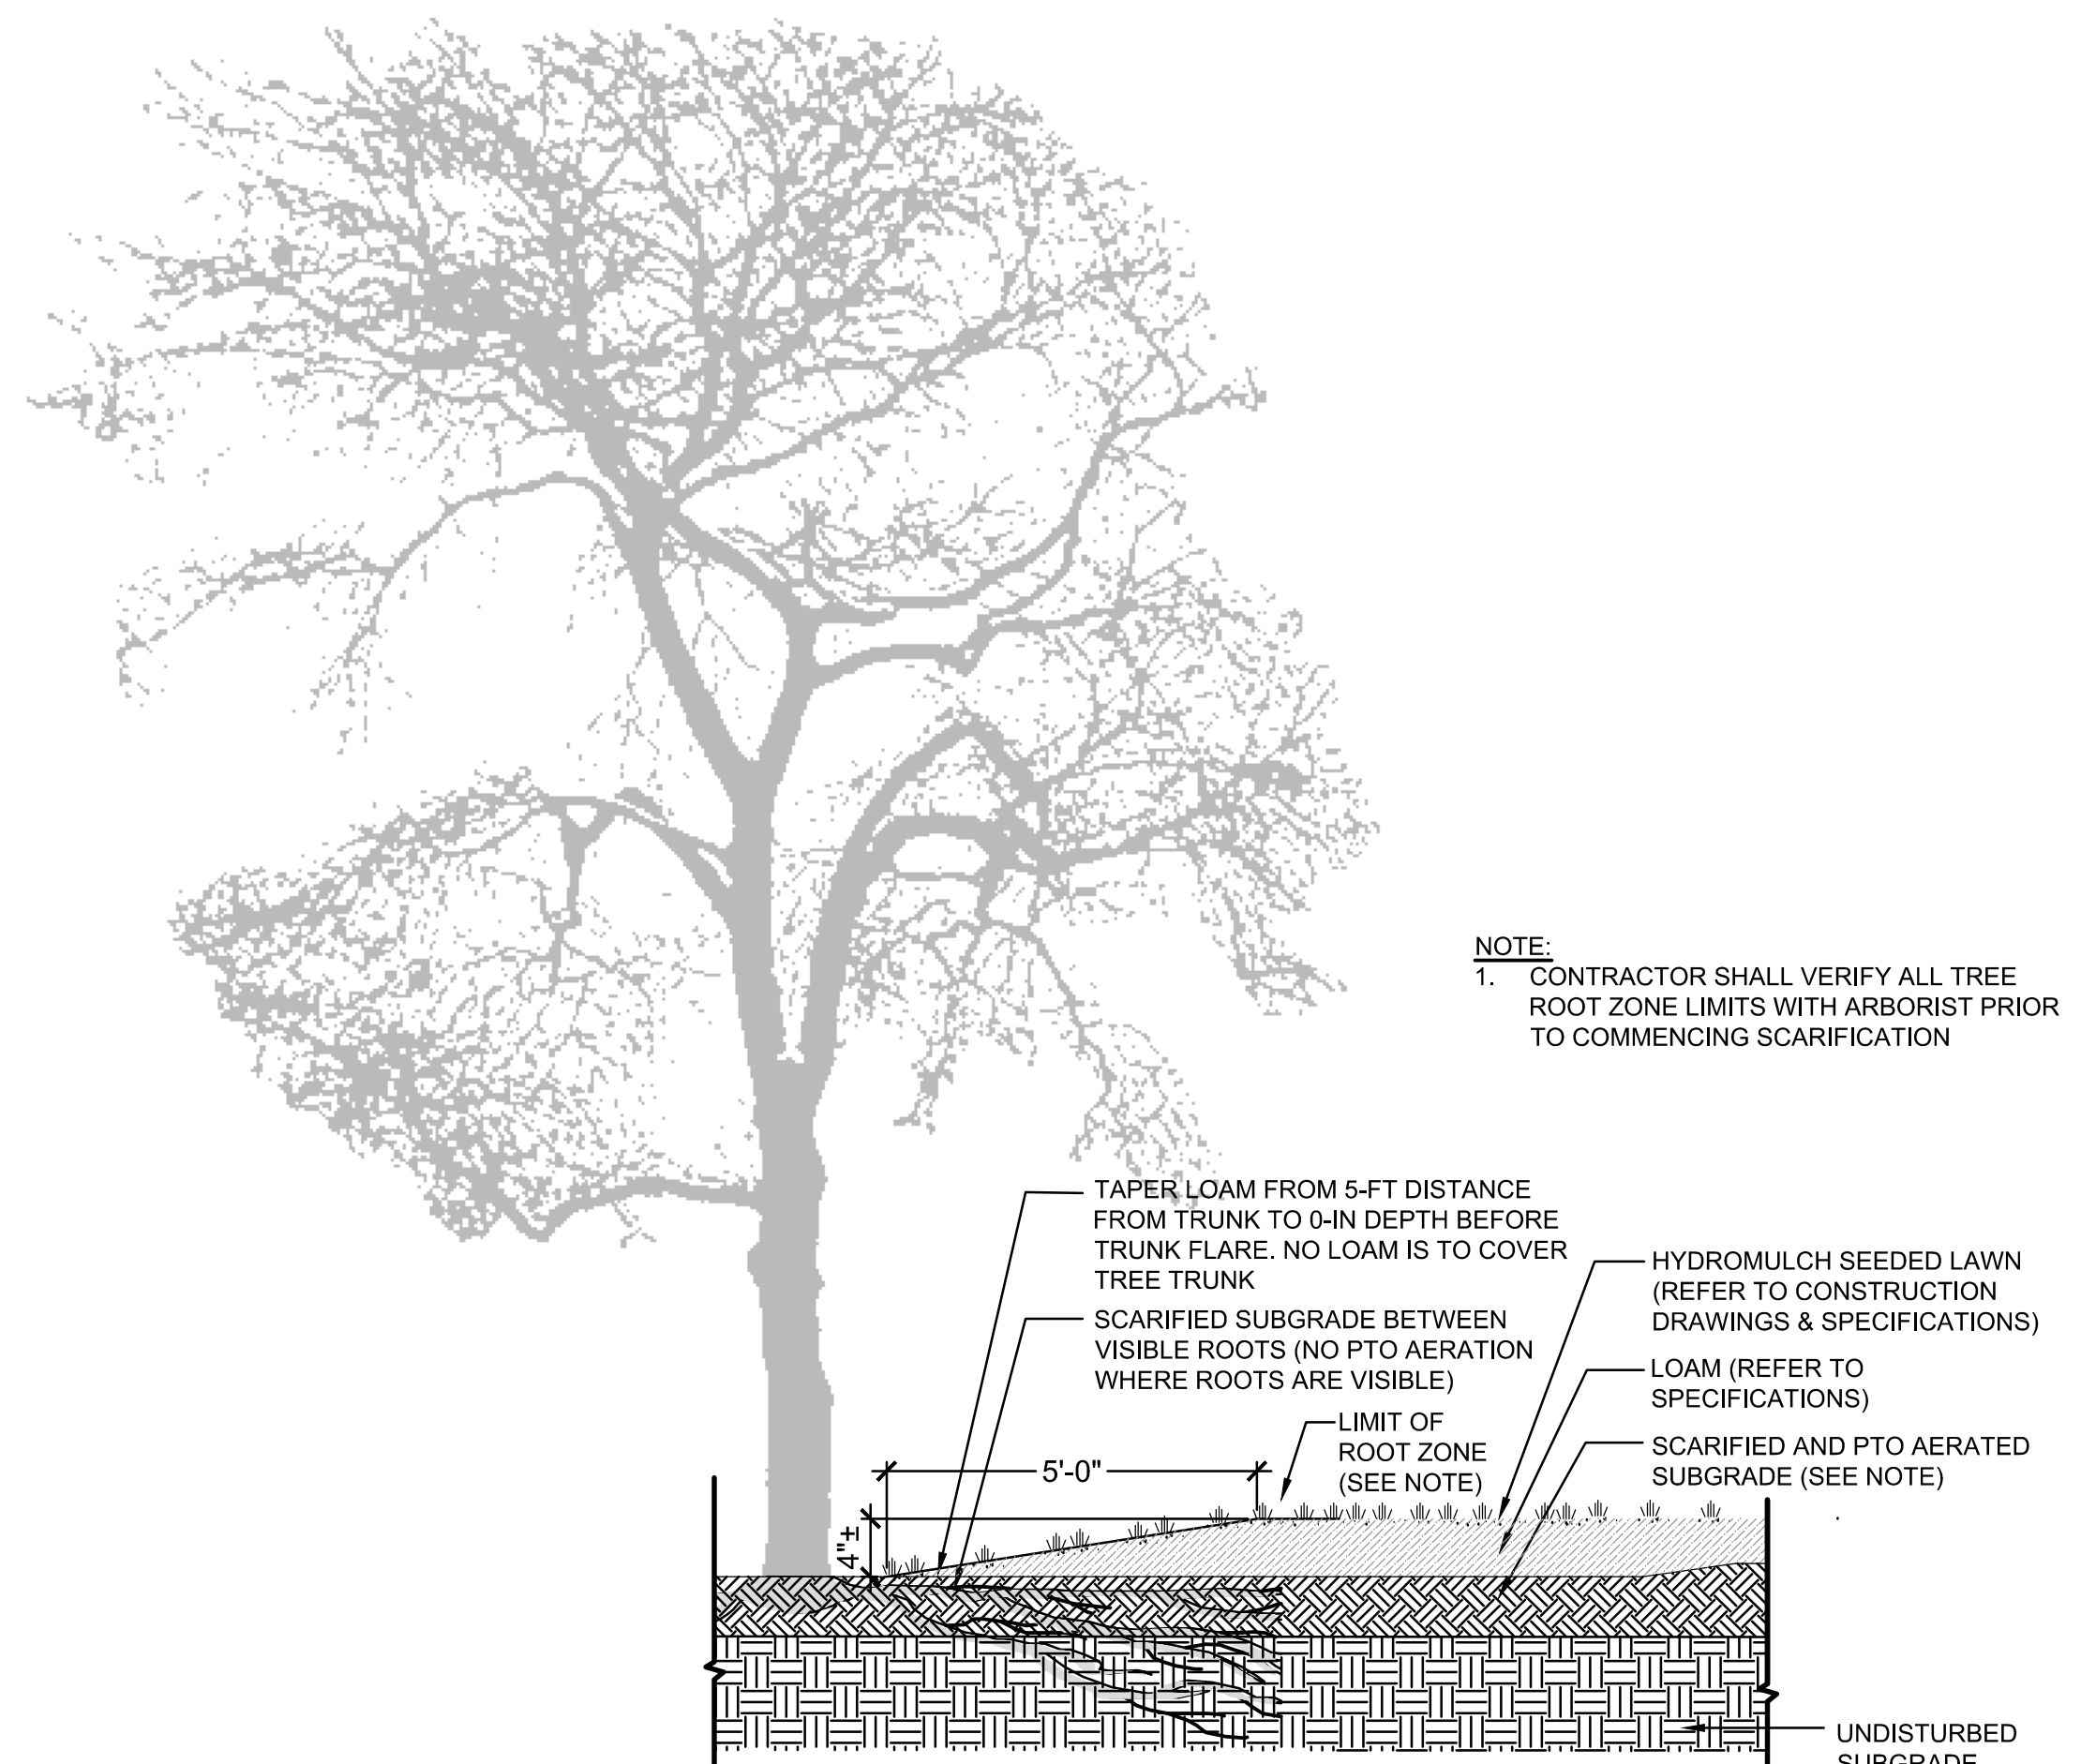 NOTE:
1. CONTRACTOR SHALL VERIFY ALL TREE
ROOT ZONE LIMITS WITH ARBORIST PRIOR
TO COMMENCING SCARIFICATION
TAPER LOAM FROM 5-FT DISTANCE
FROM TRUNK TO 0-IN DEPTH BEFORE
TRUNK FLARE. NO LOAM IS TO COVER
TREE TRUNK
SCARIFIED SUBGRADE BETWEEN
VISIBLE ROOTS (NO PTO AERATION
WHERE ROOTS ARE VISIBLE)
LIMIT OF
ROOT ZONE
(SEE NOTE)
HYDROMULCH SEEDED LAWN
(REFER TO CONSTRUCTION
DRAWINGS & SPECIFICATIONS)
LOAM (REFER TO
SPECIFICATIONS)
SCARIFIED AND PTO AERATED
SUBGRADE (SEE NOTE)
5'-0"
4"±
UNDISTURBED
SUBGRADE